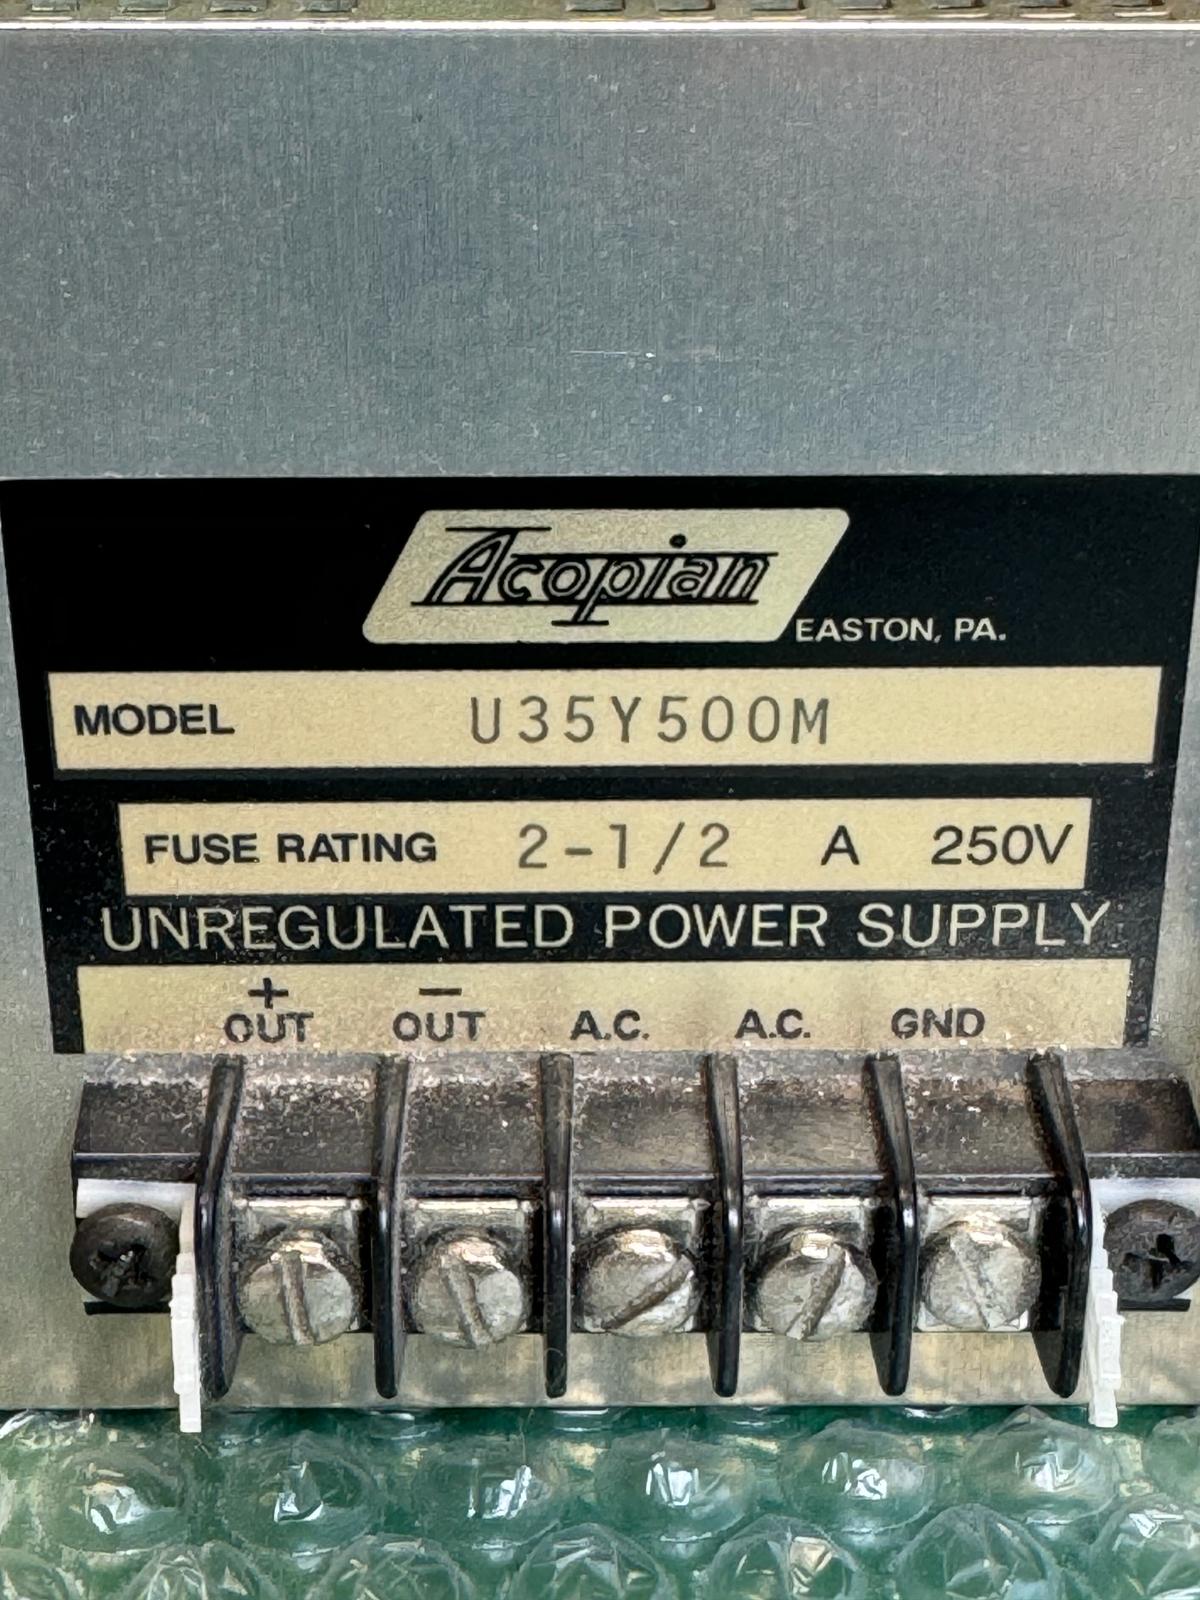 Acopian
EASTON, PA.
MODEL U35Y500M
FUSE RATING 2-1/2 A 250V
UNREGULATED POWER SUPPLY
+ − 
OUT OUT A.C. A.C. GND